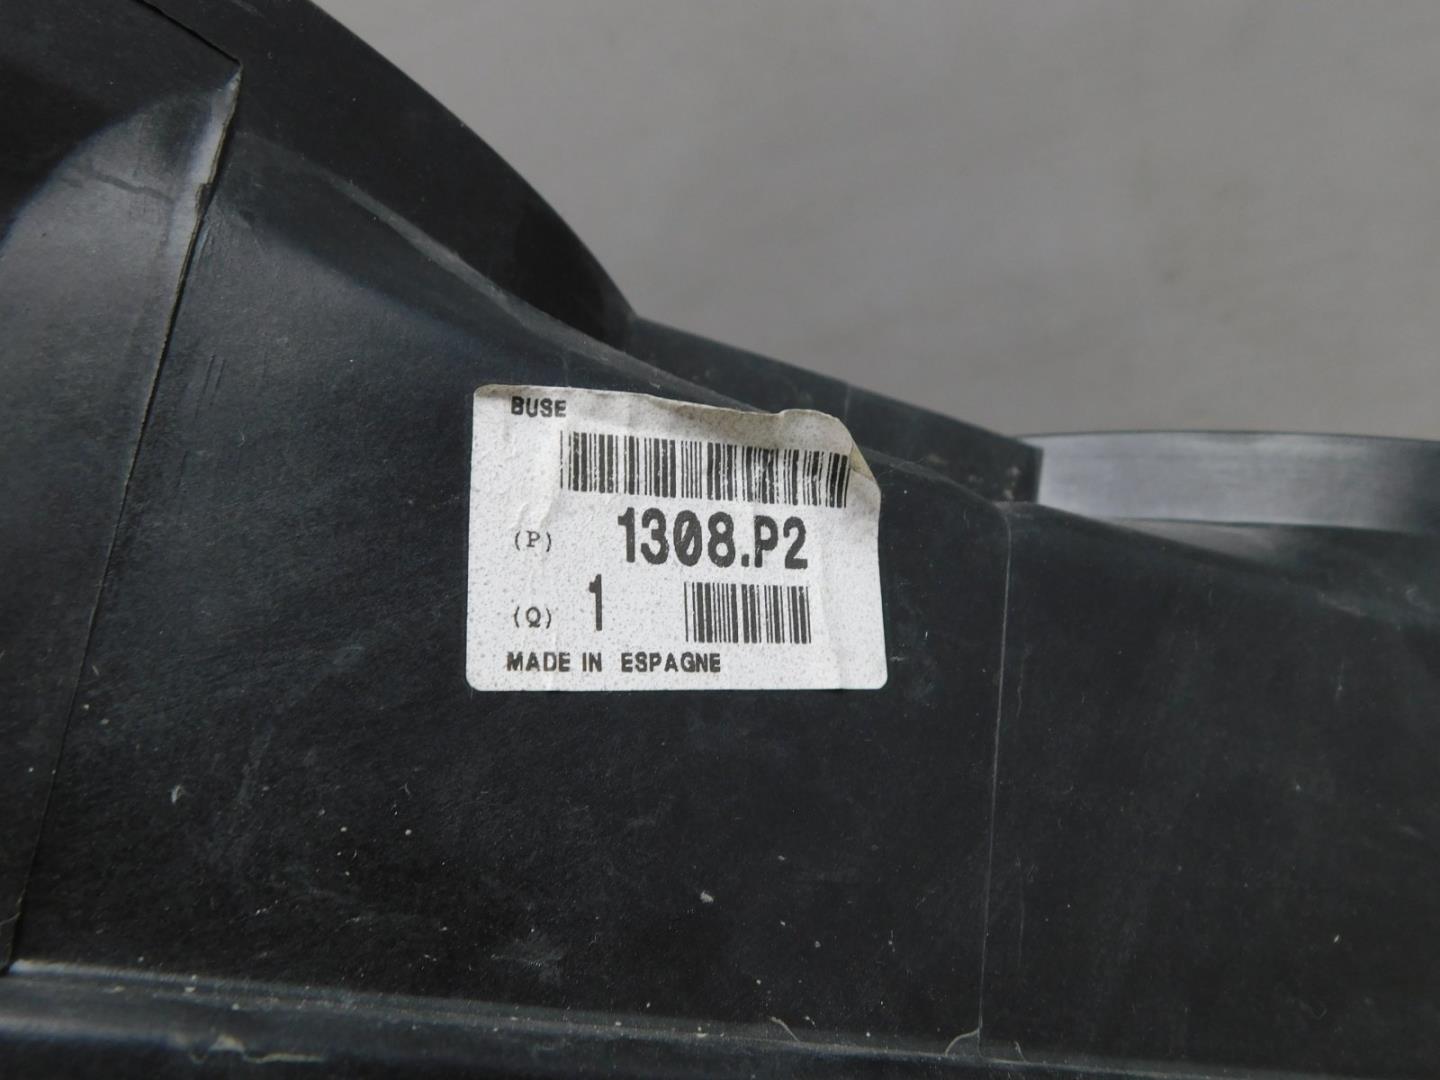 BUSE
(P) 1308.P2
(Q) 1
MADE IN ESPAGNE